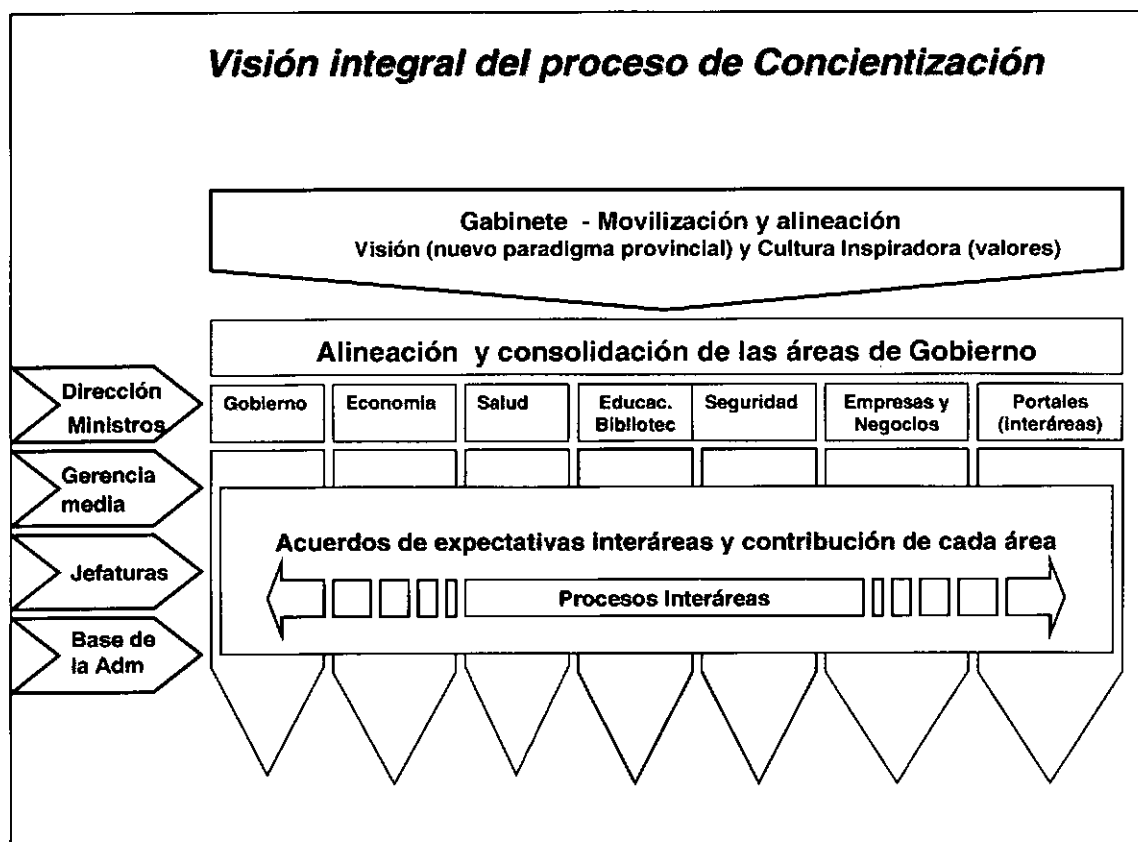 Visión integral del proceso de Concientización
Gabinete - Movilización y alineación
Visión (nuevo paradigma provincial) y Cultura Inspiradora (valores)
Alineación y consolidación de las áreas de Gobierno
Dirección
Ministros
Gobierno
Economia
Salud
Educac.
Bibliotec
Seguridad
Empresas y
Negocios
Portales
(interáreas)
Gerencia
media
Acuerdos de expectativas interáreas y contribución de cada área
Jefaturas
Procesos Interáreas
Base de
la Adm